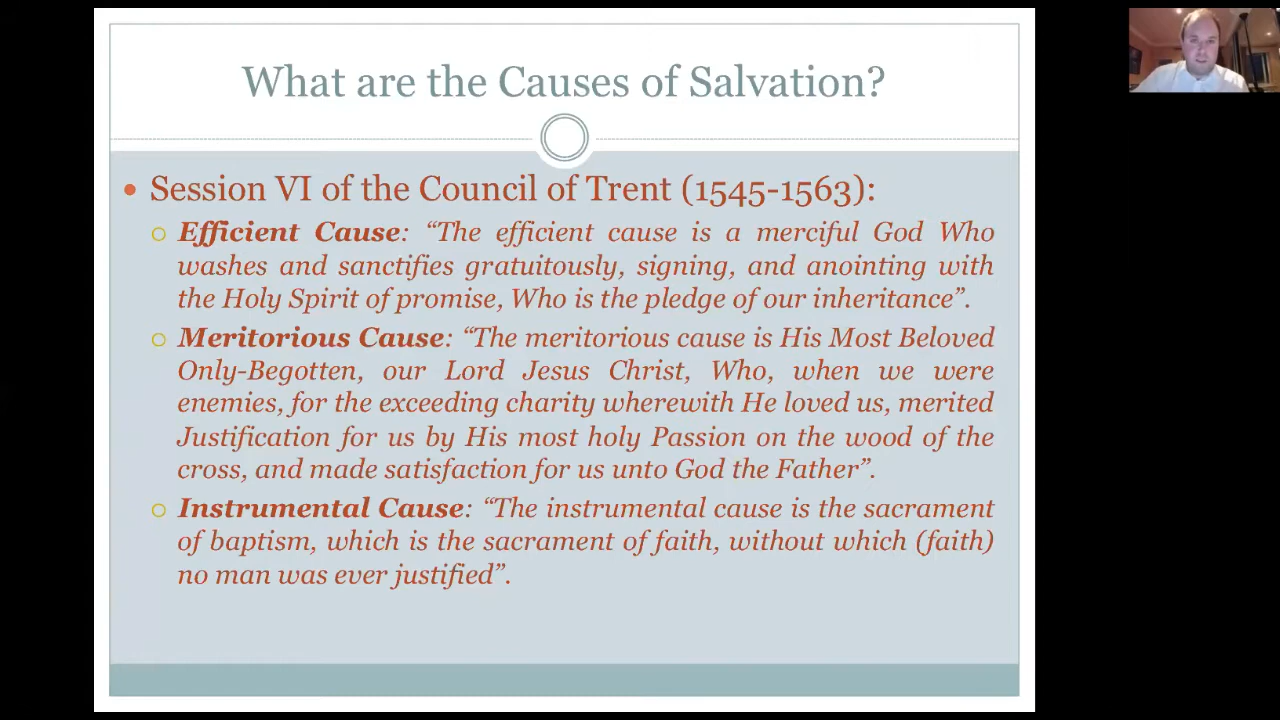 What are the Causes of Salvation?
• Session VI of the Council of Trent (1545-1563):
Efficient Cause: “The efficient cause is a merciful God Who
washes and sanctifies gratuitously, signing, and anointing with
the Holy Spirit of promise, Who is the pledge of our inheritance”.
Meritorious Cause: “The meritorious cause is His Most Beloved
Only-Begotten, our Lord Jesus Christ, Who, when we were
enemies, for the exceeding charity wherewith He loved us, merited
Justification for us by His most holy Passion on the wood of the
cross, and made satisfaction for us unto God the Father”.
Instrumental Cause: “The instrumental cause is the sacrament
of baptism, which is the sacrament of faith, without which (faith)
no man was ever justified”.